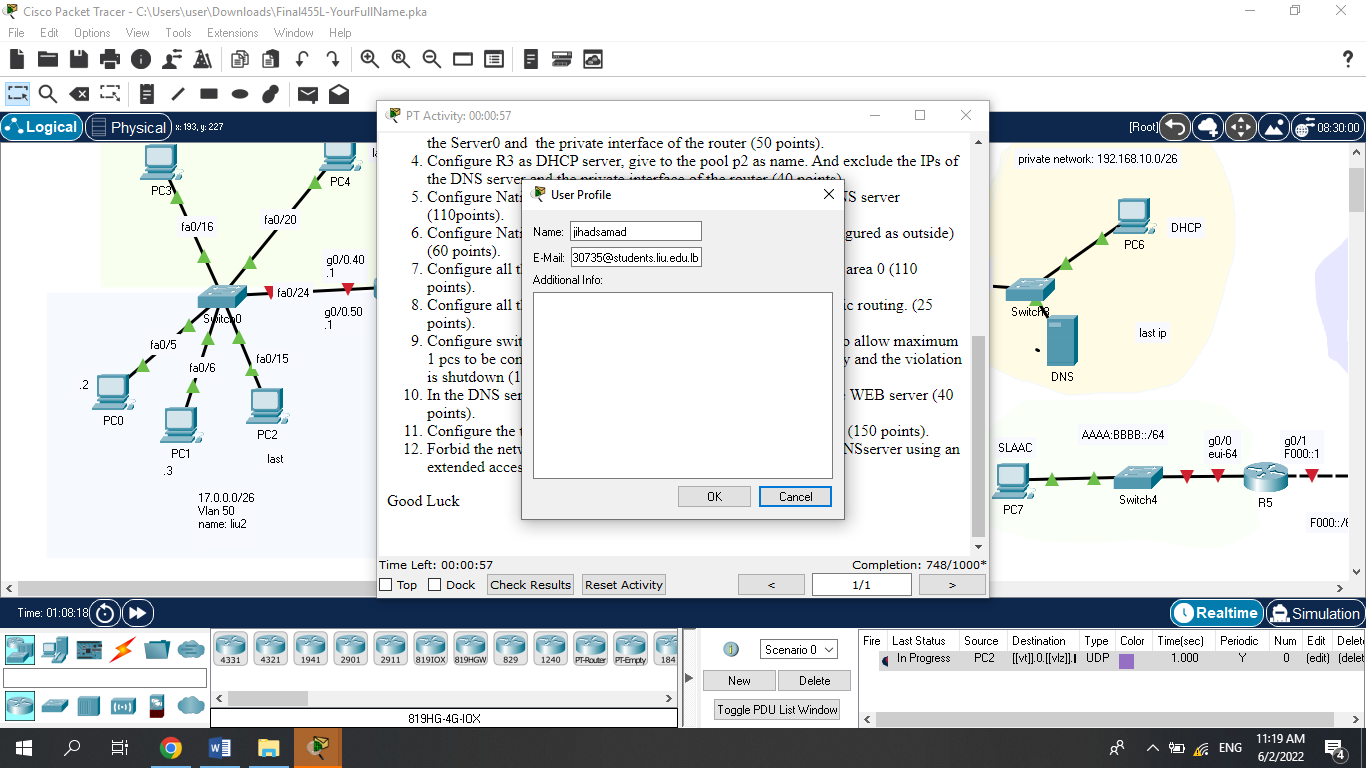 Cisco Packet Tracer - C:\Users\user\Downloads\Final455L-YourFullName.pka
File Edit Options View Tools Extensions Window Help
Logical Physical x: 193, y: 227
[Root] 08:30:00
PC3
PC4
fa0/16
fa0/20
g0/0.40
.1
fa0/24
g0/0.50
.1
Switch0
fa0/5
fa0/6
fa0/15
.2
PC0
PC1
.3
PC2
last
17.0.0.0/26
Vlan 50
name: liu2
PT Activity: 00:00:57
the Server0 and the private interface of the router (50 points).
4. Configure R3 as DHCP server, give to the pool p2 as name. And exclude the IPs of
the DNS server and the private interface of the router (40 points).
5. Configure Nati NS server
(110points).
6. Configure Nati gured as outside)
(60 points).
7. Configure all th area 0 (110
points).
8. Configure all th ic routing. (25
points).
9. Configure swit o allow maximum
1 pcs to be con y and the violation
is shutdown (1
10. In the DNS ser WEB server (40
points).
11. Configure the t (150 points).
12. Forbid the netw NSserver using an
extended acces
Good Luck
Time Left: 00:00:57 Completion: 748/1000*
Top Dock Check Results Reset Activity < 1/1 >
User Profile
Name: jihadsamad
E-Mail: 30735@students.liu.edu.lb
Additional Info:
OK Cancel
private network: 192.168.10.0/26
PC6
DHCP
Switch3
last ip
DNS
SLAAC
AAAA:BBBB::/64
g0/0
eui-64
g0/1
F000::1
PC7
Switch4
R5
F000::/6
Time: 01:08:18
Realtime Simulation
4331 4321 1941 2901 2911 819IOX 819HGW 829 1240 PT-Router PT-Empty 184
819HG-4G-IOX
Scenario 0
New Delete
Toggle PDU List Window
Fire Last Status Source Destination Type Color Time(sec) Periodic Num Edit Delet
In Progress PC2 [[vt]].0.[[vlz]].I UDP 1.000 Y 0 (edit) (delet
ENG
11:19 AM
6/2/2022
4